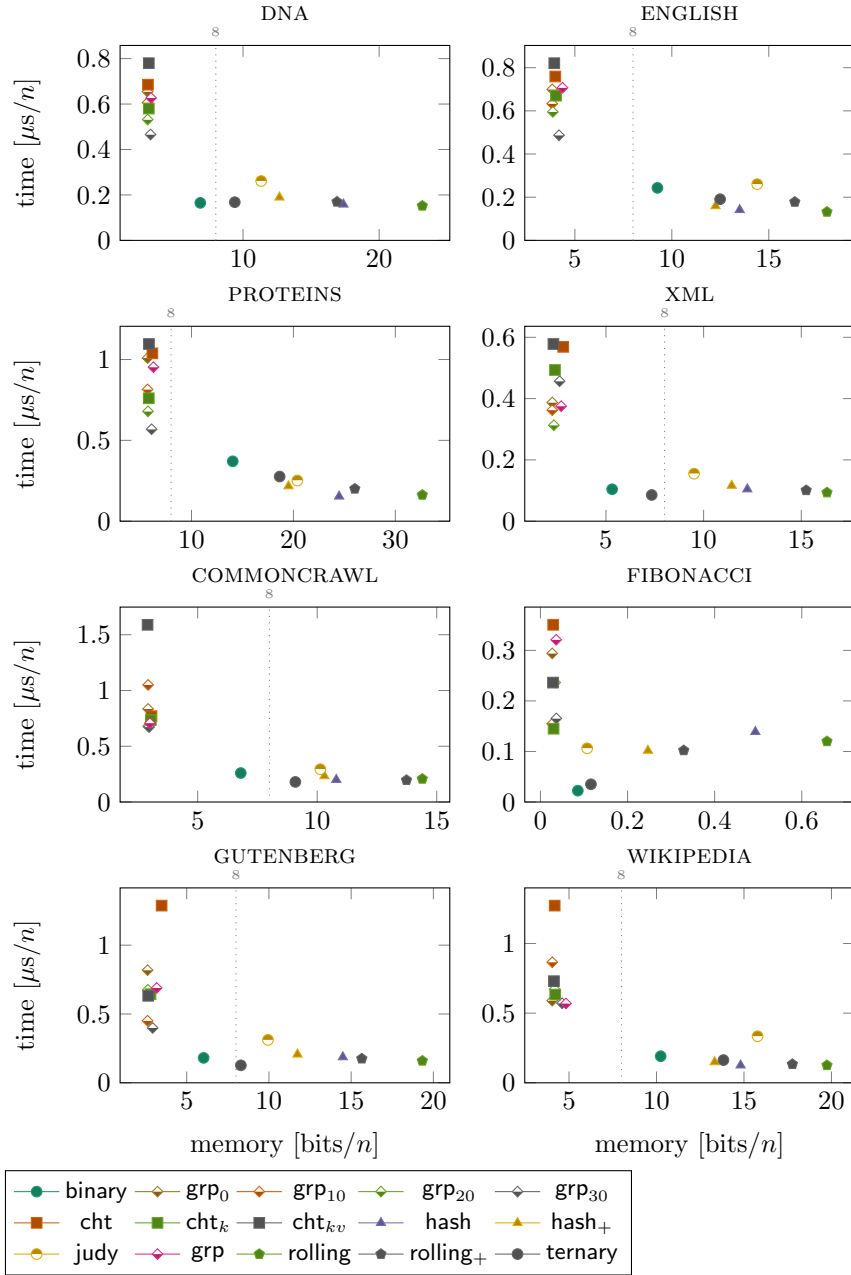 DNA
ENGLISH
8
8
0.8
0.6
0.4
0.2
0
time [μs/n]
10 20
0.8
0.6
0.4
0.2
0
5 10 15
PROTEINS
XML
8
8
1
0.5
0
time [μs/n]
10 20 30
0.6
0.4
0.2
0
5 10 15
COMMONCRAWL
FIBONACCI
8
1.5
1
0.5
0
time [μs/n]
5 10 15
0.3
0.2
0.1
0
0 0.2 0.4 0.6
GUTENBERG
WIKIPEDIA
8
8
1
0.5
0
time [μs/n]
5 10 15 20
1
0.5
0
5 10 15 20
memory [bits/n]
memory [bits/n]
binary grp₀ grp₁₀ grp₂₀ grp₃₀
cht chtₖ chtₖᵥ hash hash₊
judy grp rolling rolling₊ ternary